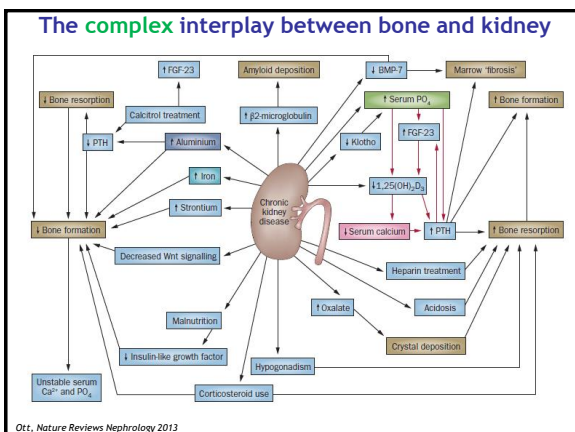 The complex interplay between bone and kidney
↑ FGF-23
Amyloid deposition
↓ BMP-7
Marrow 'fibrosis'
↓ Bone resorption
↑ Serum PO₄
↑ Bone formation
Calcitrol treatment
↑ β2-microglobulin
↑ FGF-23
↓ PTH
↑ Aluminium
↓ Klotho
↑ Iron
Chronic
kidney
disease
↓1,25(OH)₂D₃
↑ Strontium
↓ Bone formation
↓ Serum calcium
↑ PTH
↑ Bone resorption
Decreased Wnt signalling
Heparin treatment
Malnutrition
↑ Oxalate
Acidosis
↓ Insulin-like growth factor
Crystal deposition
Hypogonadism
Unstable serum
Ca²⁺ and PO₄
Corticosteroid use
Ott, Nature Reviews Nephrology 2013